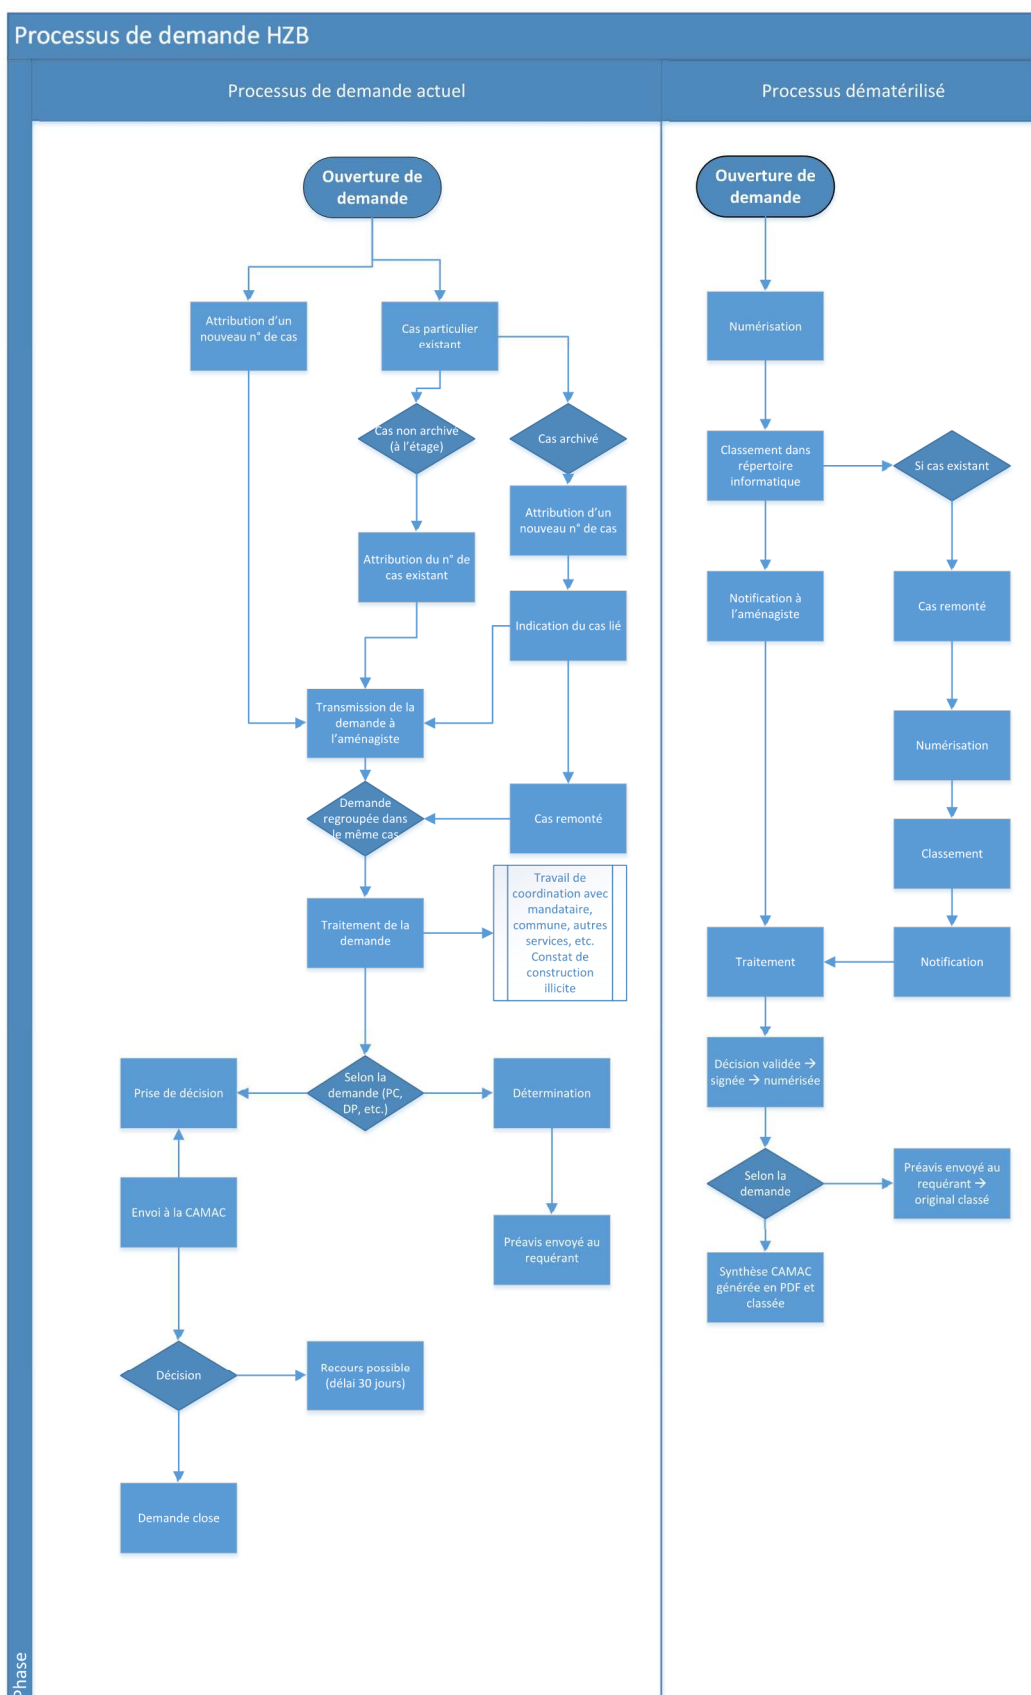 Processus de demande HZB
Processus de demande actuel
Processus dématérilisé
Ouverture de
demande
Attribution d'un
nouveau n° de cas
Cas particulier
existant
Cas non archive
(à l'étage)
Cas archivé
Attribution d'un
nouveau n° de cas
Attribution du n° de
cas existant
Indication du cas lié
Transmission de la
demande à
l'aménagiste
Demande
regroupée dans
le même cas
Cas remonté
Traitement de la
demande
Travail de
coordination avec
mandataire,
commune, autres
services, etc.
Constat de
construction
illicite
Selon la
demande (PC,
DP, etc.)
Prise de décision
Détermination
Envoi à la CAMAC
Préavis envoyé au
requérant
Décision
Recours possible
(délai 30 jours)
Demande close
Ouverture de
demande
Numérisation
Classement dans
répertoire
informatique
Si cas existant
Notification à
l'aménagiste
Cas remonté
Numérisation
Classement
Traitement
Notification
Décision validée →
signée → numérisée
Selon la
demande
Préavis envoyé au
requérant →
original classé
Synthèse CAMAC
générée en PDF et
classée
Phase